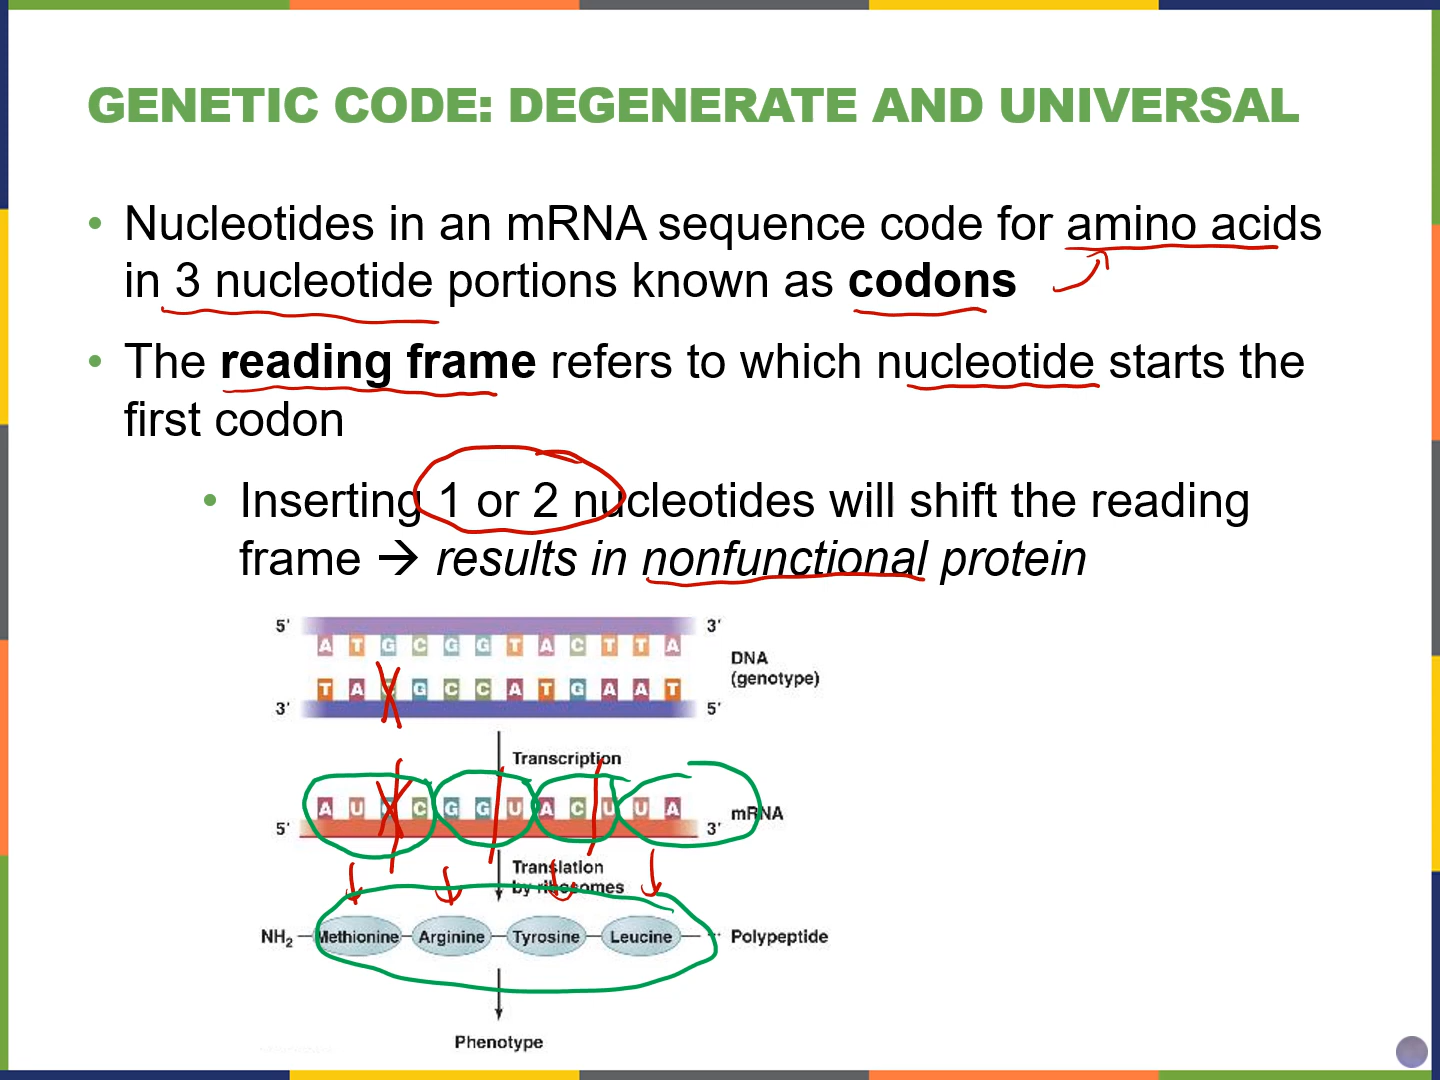 GENETIC CODE: DEGENERATE AND UNIVERSAL
• Nucleotides in an mRNA sequence code for amino acids
in 3 nucleotide portions known as codons
• The reading frame refers to which nucleotide starts the
first codon
• Inserting 1 or 2 nucleotides will shift the reading
frame → results in nonfunctional protein
5' 3'
A T G C G G T A C T T A
DNA
(genotype)
T A G C C A T G A A T
3' 5'
Transcription
A U C G G U A C U U A
mRNA
5' 3'
Translation
by ribosomes
NH2 Methionine Arginine Tyrosine Leucine Polypeptide
Phenotype